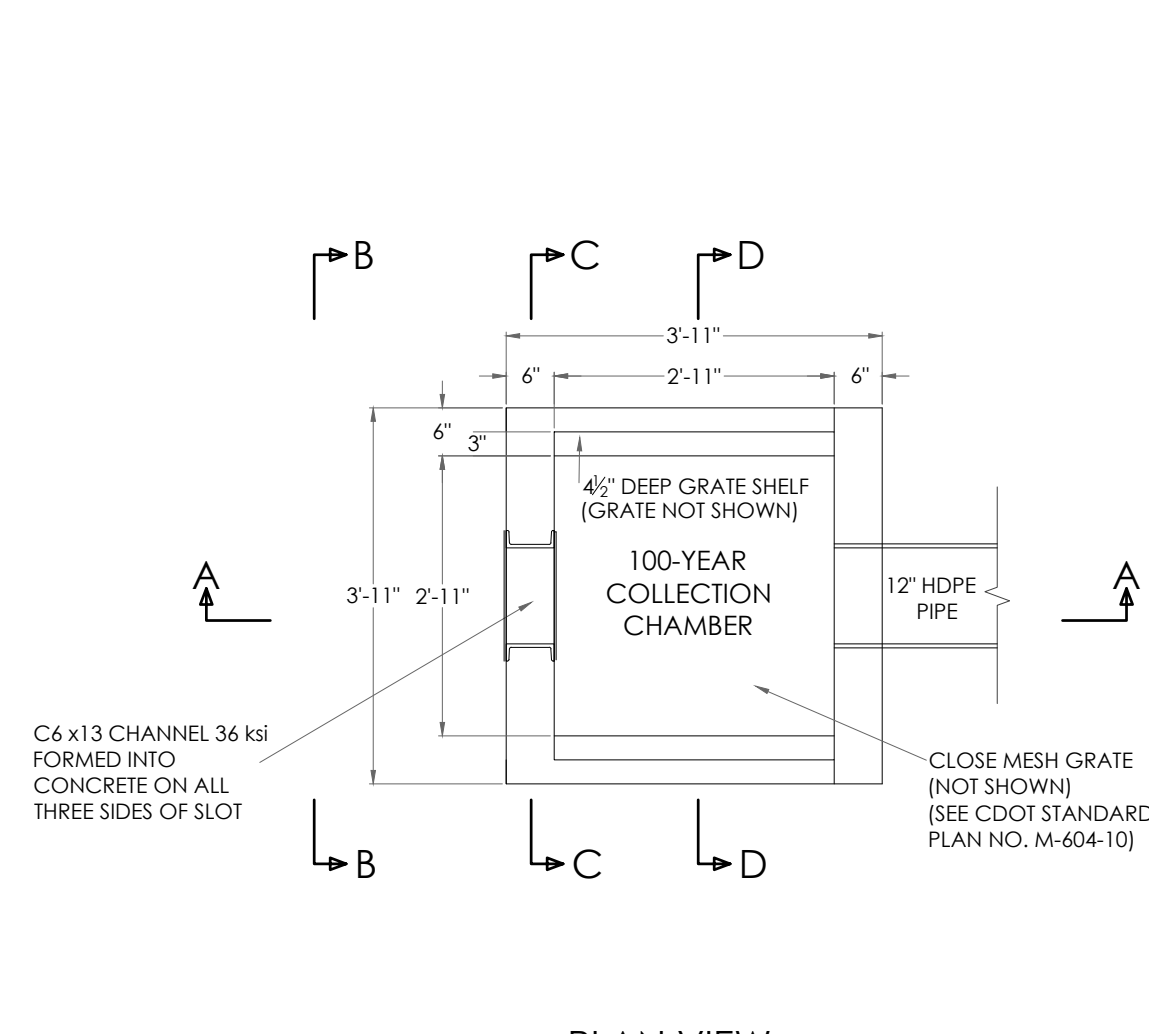 B
C
D
3'-11"
6"
2'-11"
6"
6"
3"
4½" DEEP GRATE SHELF
(GRATE NOT SHOWN)
100-YEAR
COLLECTION
CHAMBER
A
A
3'-11"
2'-11"
12" HDPE
PIPE
C6 x13 CHANNEL 36 ksi
FORMED INTO
CONCRETE ON ALL
THREE SIDES OF SLOT
CLOSE MESH GRATE
(NOT SHOWN)
(SEE CDOT STANDARD
PLAN NO. M-604-10)
B
C
D
PLAN VIEW